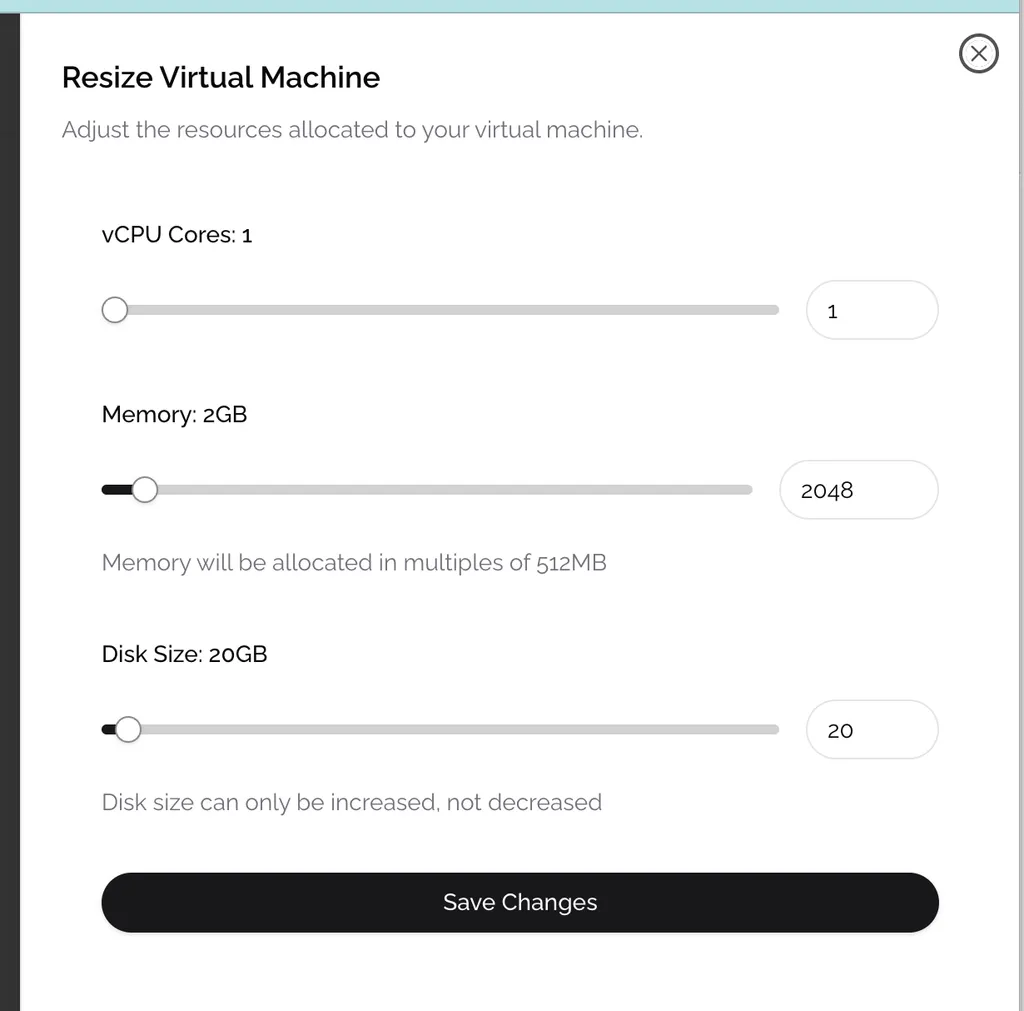 Resize Virtual Machine
Adjust the resources allocated to your virtual machine.
vCPU Cores: 1
1
Memory: 2GB
2048
Memory will be allocated in multiples of 512MB
Disk Size: 20GB
20
Disk size can only be increased, not decreased
Save Changes